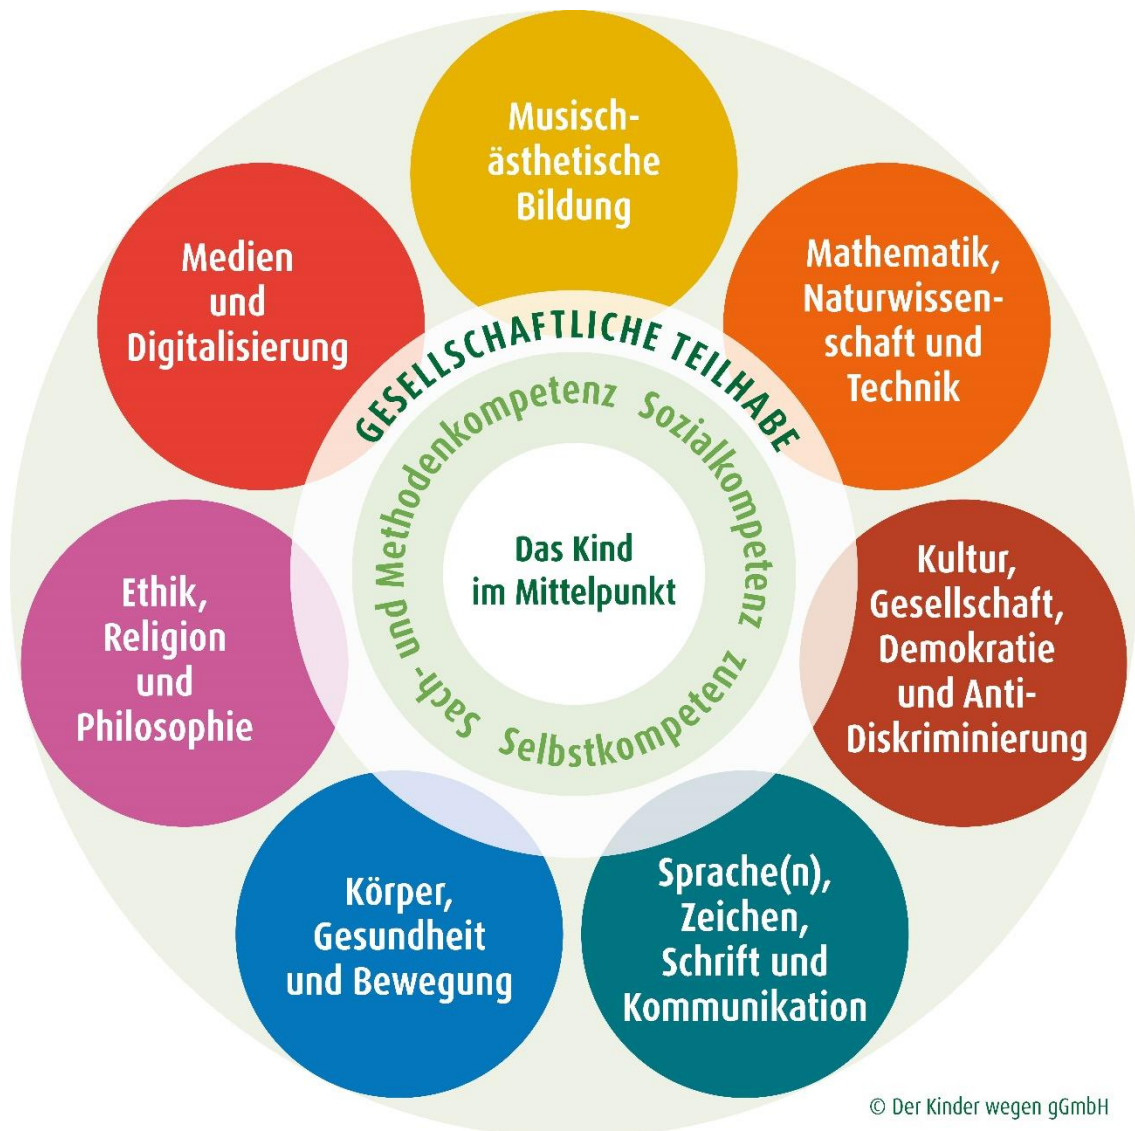 Musisch-
ästhetische
Bildung
Mathematik,
Naturwissen-
schaft und
Technik
Kultur,
Gesellschaft,
Demokratie
und Anti-
Diskriminierung
Sprache(n),
Zeichen,
Schrift und
Kommunikation
Körper,
Gesundheit
und Bewegung
Ethik,
Religion
und
Philosophie
Medien
und
Digitalisierung
GESELLSCHAFTLICHE TEILHABE
Sach- und Methodenkompetenz
Sozialkompetenz
Selbstkompetenz
Das Kind
im Mittelpunkt
© Der Kinder wegen gGmbH